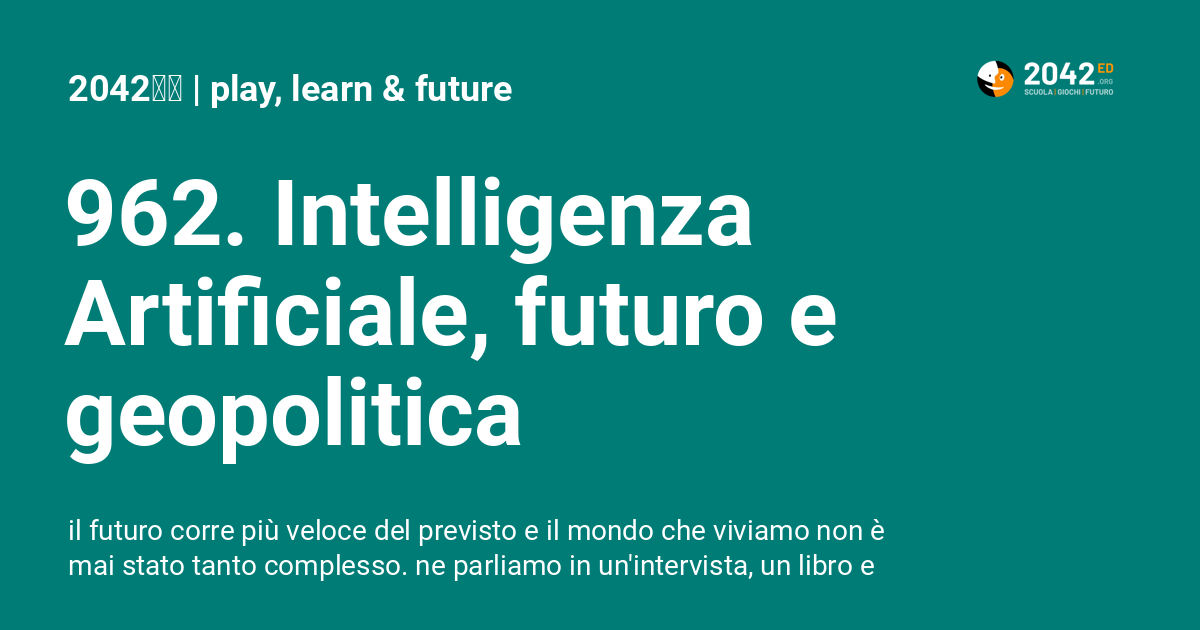 2042 | play, learn & future
2042 ED
.ORG
SCUOLA | GIOCHI | FUTURO
962. Intelligenza
Artificiale, futuro e
geopolitica
il futuro corre più veloce del previsto e il mondo che viviamo non è
mai stato tanto complesso. ne parliamo in un'intervista, un libro e